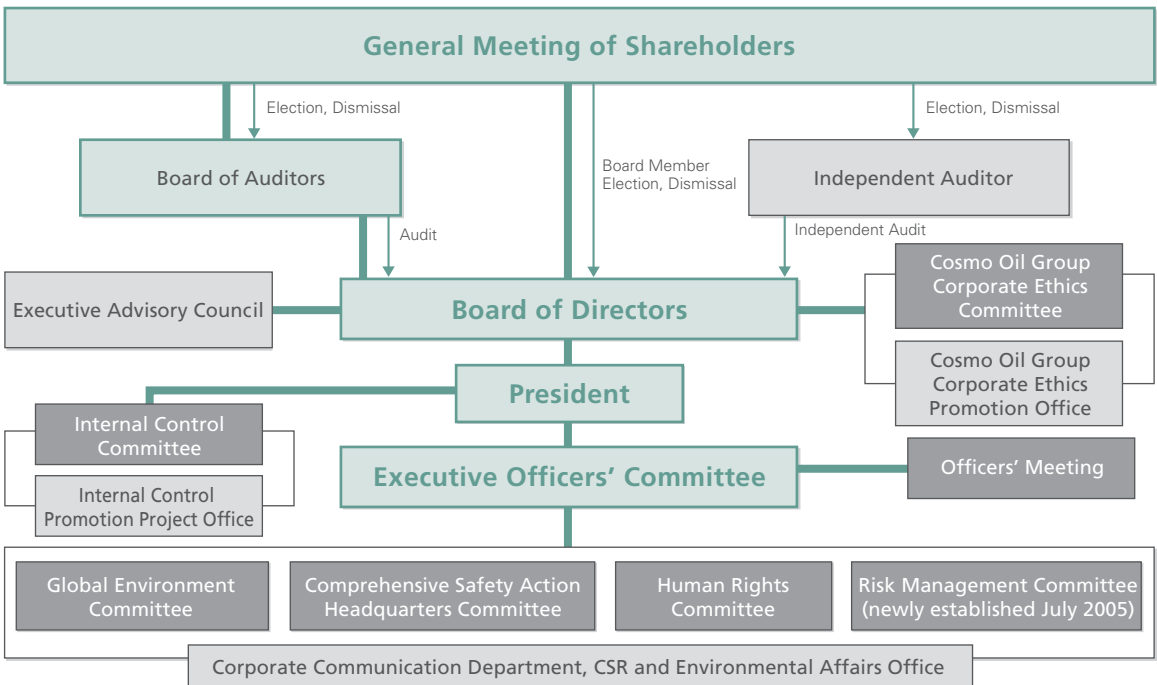 General Meeting of Shareholders
Election, Dismissal
Election, Dismissal
Board of Auditors
Board Member
Election, Dismissal
Independent Auditor
Audit
Independent Audit
Executive Advisory Council
Board of Directors
Cosmo Oil Group
Corporate Ethics
Committee
Cosmo Oil Group
Corporate Ethics
Promotion Office
President
Internal Control
Committee
Internal Control
Promotion Project Office
Executive Officers’ Committee
Officers’ Meeting
Global Environment
Committee
Comprehensive Safety Action
Headquarters Committee
Human Rights
Committee
Risk Management Committee
(newly established July 2005)
Corporate Communication Department, CSR and Environmental Affairs Office